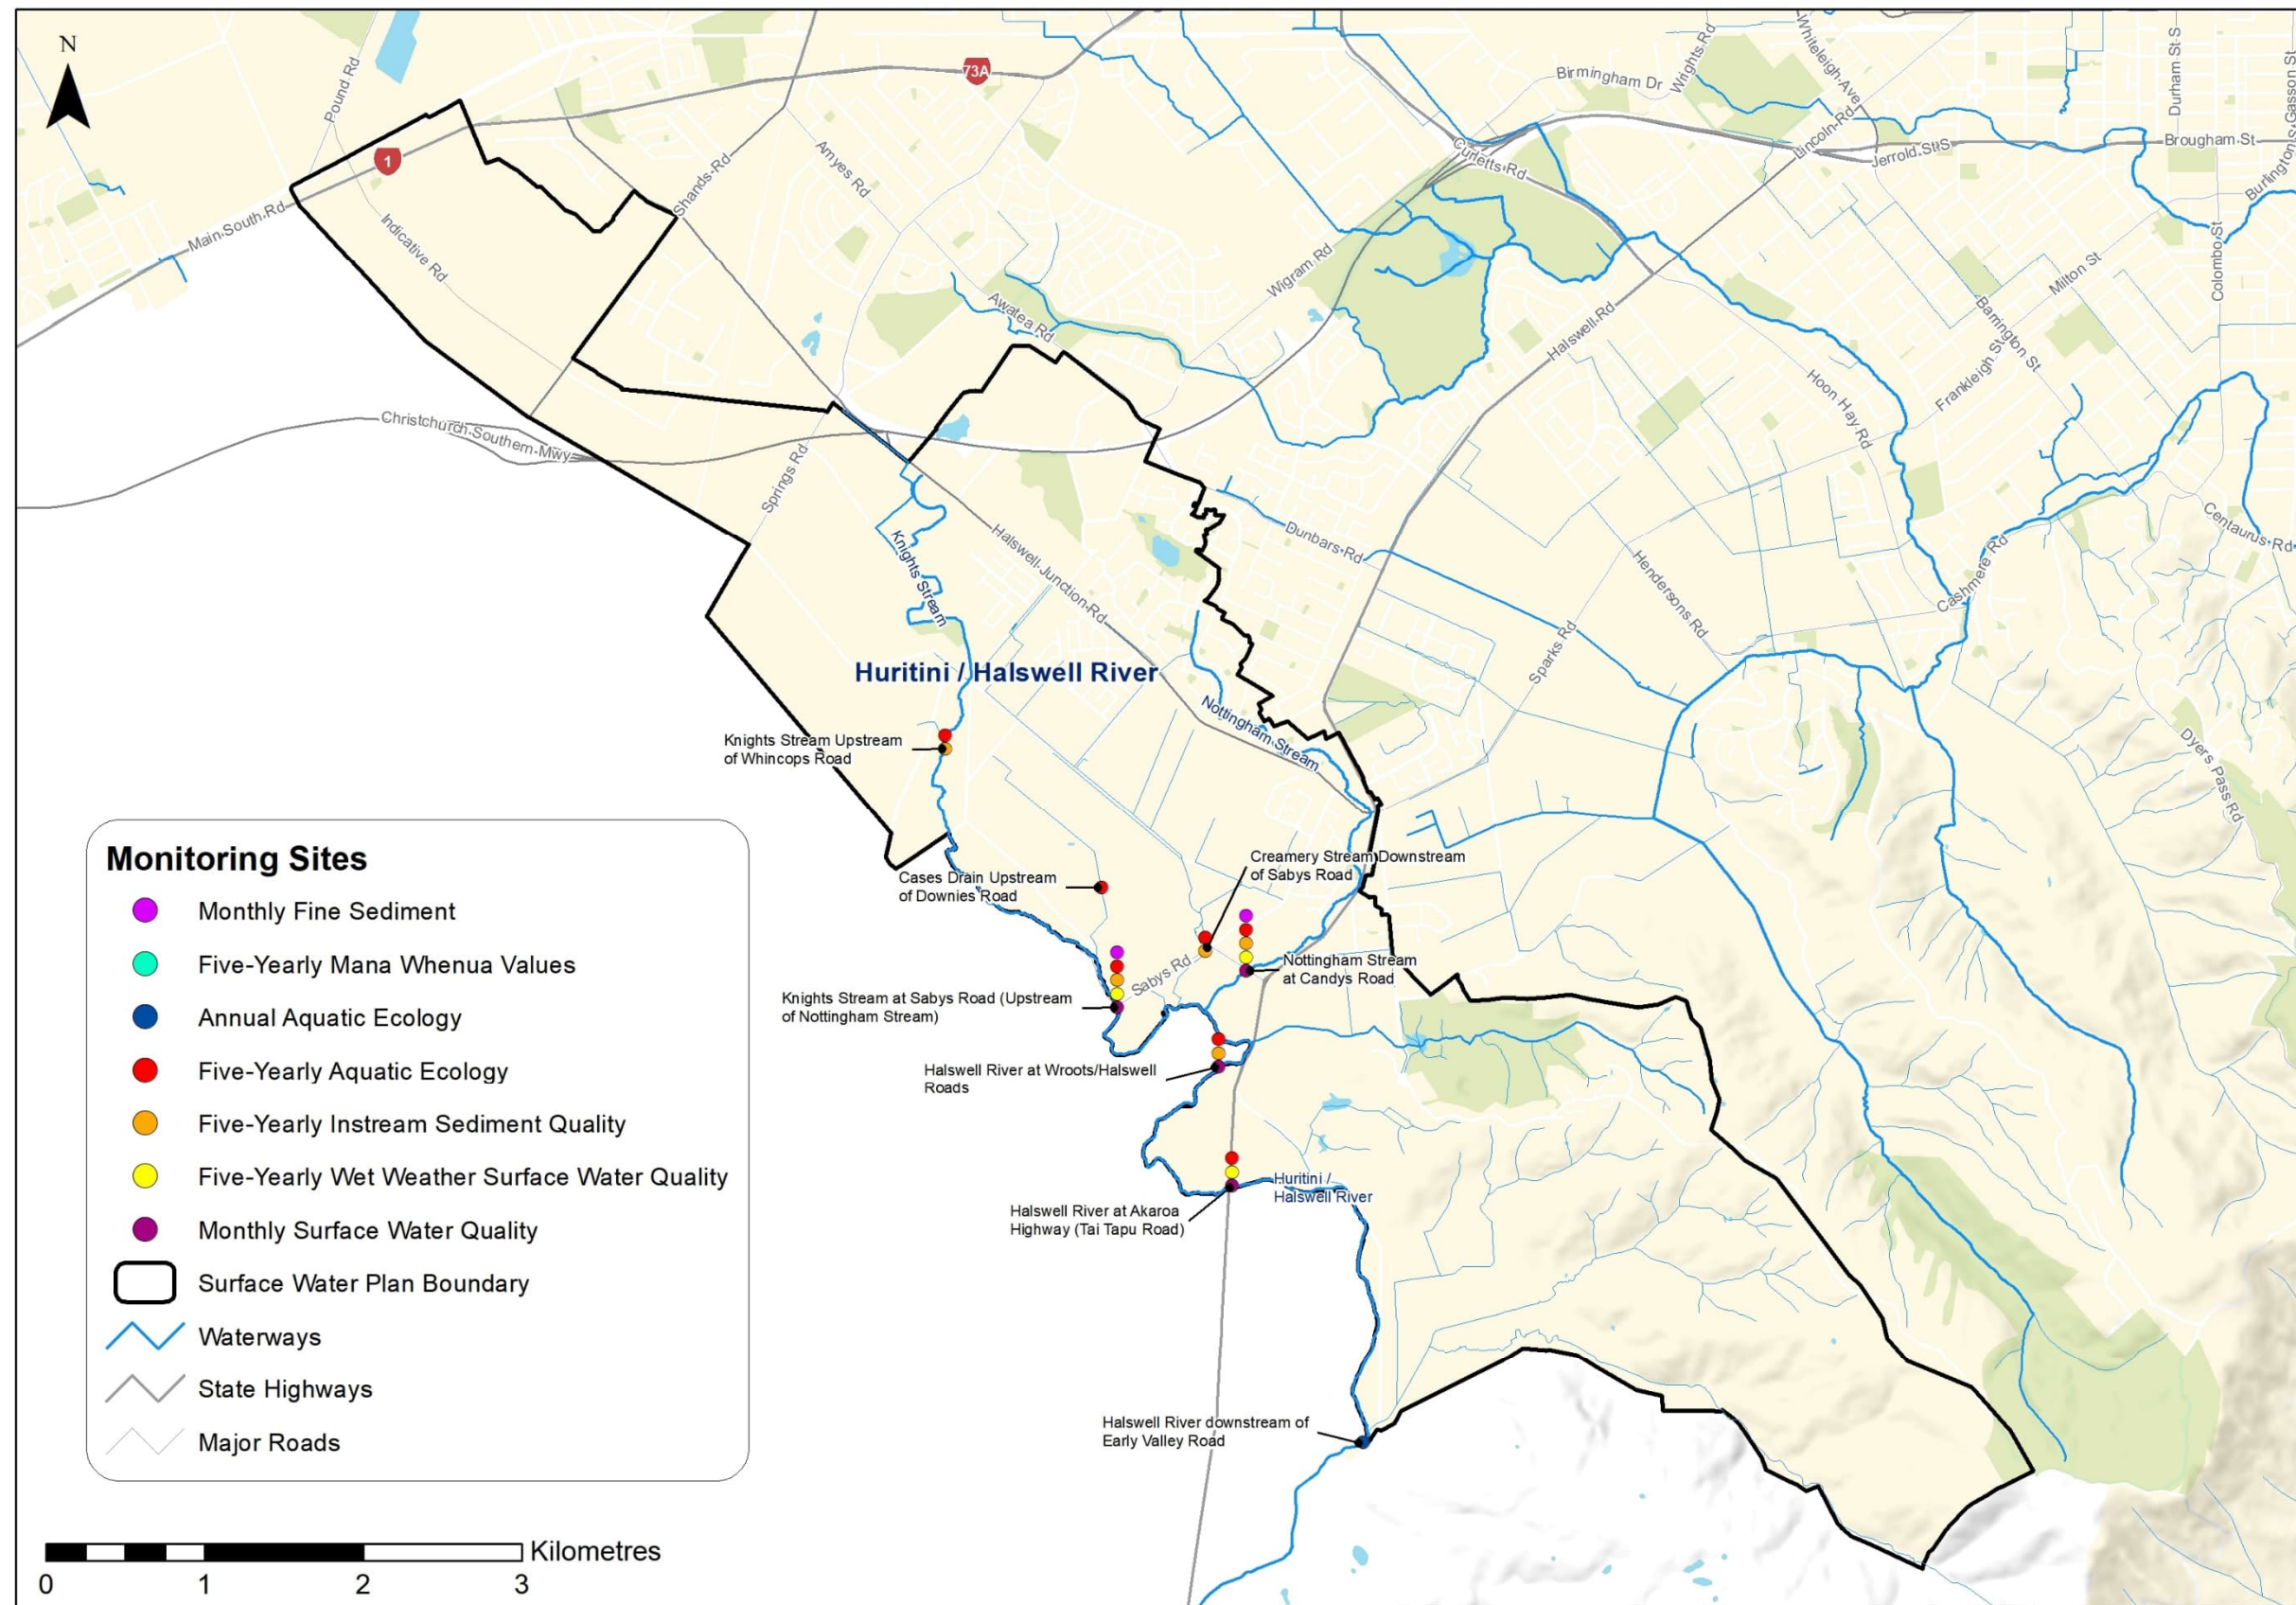 N
Pound Rd
73A
1
Main South Rd
Indicative Rd
Shands Rd
Amyes Rd
Awatea Rd
Wigram Rd
Curletts Rd
Birmingham Dr
Wrights Rd
Whiteleigh Ave
Lincoln Rd
Jerrold St S
Durham St S
Gasson St
Brougham St
Burlington S
Colombo St
Milton St
Barrington St
Frankleigh St
Hoon Hay Rd
Halswell Rd
Christchurch Southern Mwy
Springs Rd
Knights Stream
Halswell Junction Rd
Dunbars Rd
Hendersons Rd
Sparks Rd
Cashmere Rd
Centaurus Rd
Dyers Pass Rd
Huritini / Halswell River
Nottingham Stream
Knights Stream Upstream
of Whincops Road
Creamery Stream Downstream
of Sabys Road
Cases Drain Upstream
of Downies Road
Sabys Rd
Nottingham Stream
at Candys Road
Knights Stream at Sabys Road (Upstream
of Nottingham Stream)
Halswell River at Wroots/Halswell
Roads
Huritini /
Halswell River
Halswell River at Akaroa
Highway (Tai Tapu Road)
Halswell River downstream of
Early Valley Road
Monitoring Sites
Monthly Fine Sediment
Five-Yearly Mana Whenua Values
Annual Aquatic Ecology
Five-Yearly Aquatic Ecology
Five-Yearly Instream Sediment Quality
Five-Yearly Wet Weather Surface Water Quality
Monthly Surface Water Quality
Surface Water Plan Boundary
Waterways
State Highways
Major Roads
Kilometres
0 1 2 3